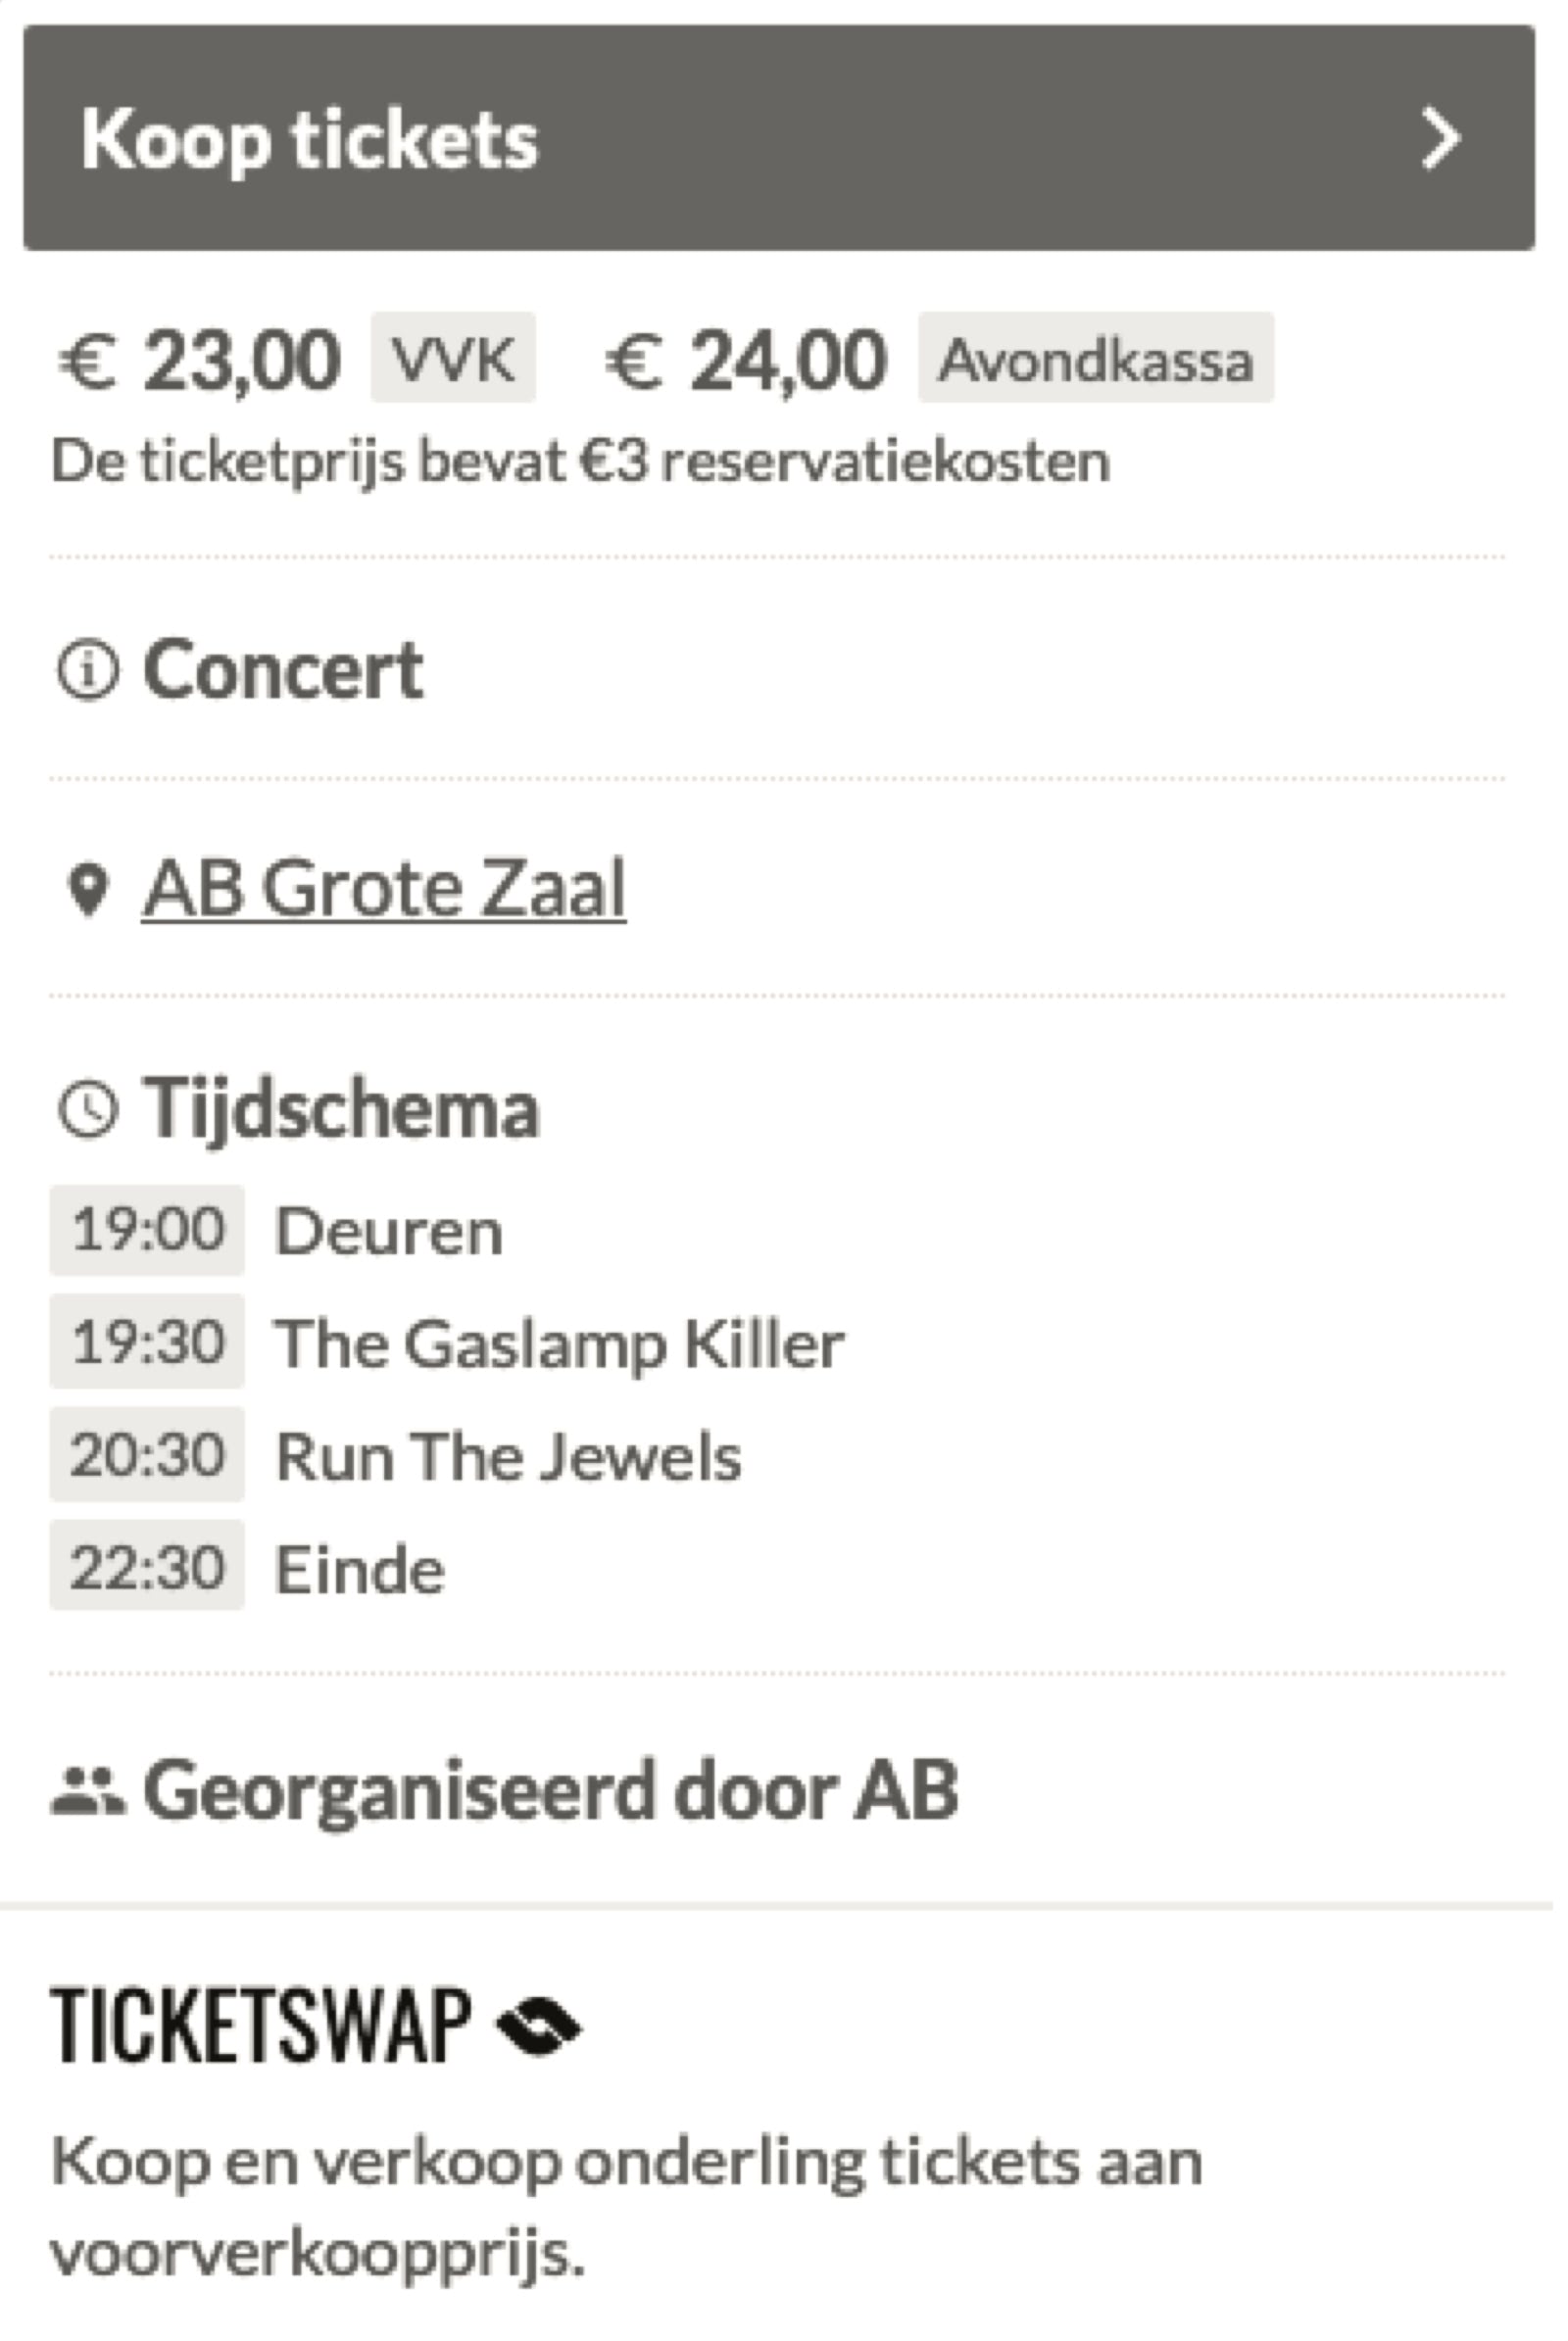 Koop tickets
€ 23,00 VVK € 24,00 Avondkassa
De ticketprijs bevat €3 reservatiekosten
Concert
AB Grote Zaal
Tijdschema
19:00 Deuren
19:30 The Gaslamp Killer
20:30 Run The Jewels
22:30 Einde
Georganiseerd door AB
TICKETSWAP
Koop en verkoop onderling tickets aan
voorverkoopprijs.